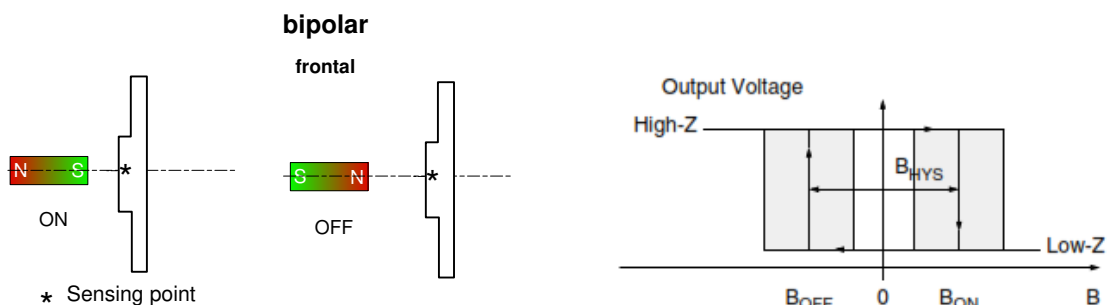 bipolar
frontal
N S
ON
S N
OFF
* Sensing point
Output Voltage
High-Z
B_HYS
Low-Z
B_OFF 0 B_ON B